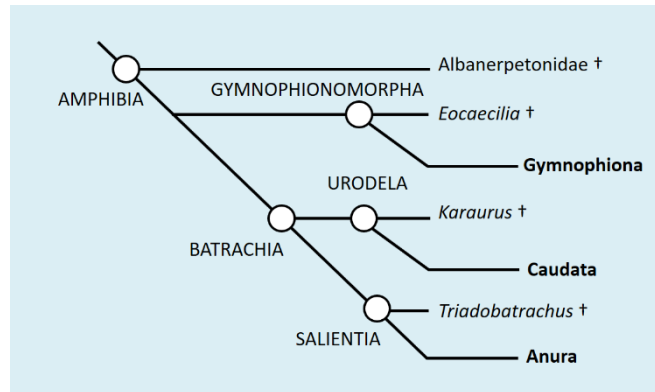 Albanerpetonidae †
AMPHIBIA
GYMNOPHIONOMORPHA
Eocaecilia †
Gymnophiona
URODELA
Karaurus †
BATRACHIA
Caudata
Triadobatrachus †
SALIENTIA
Anura